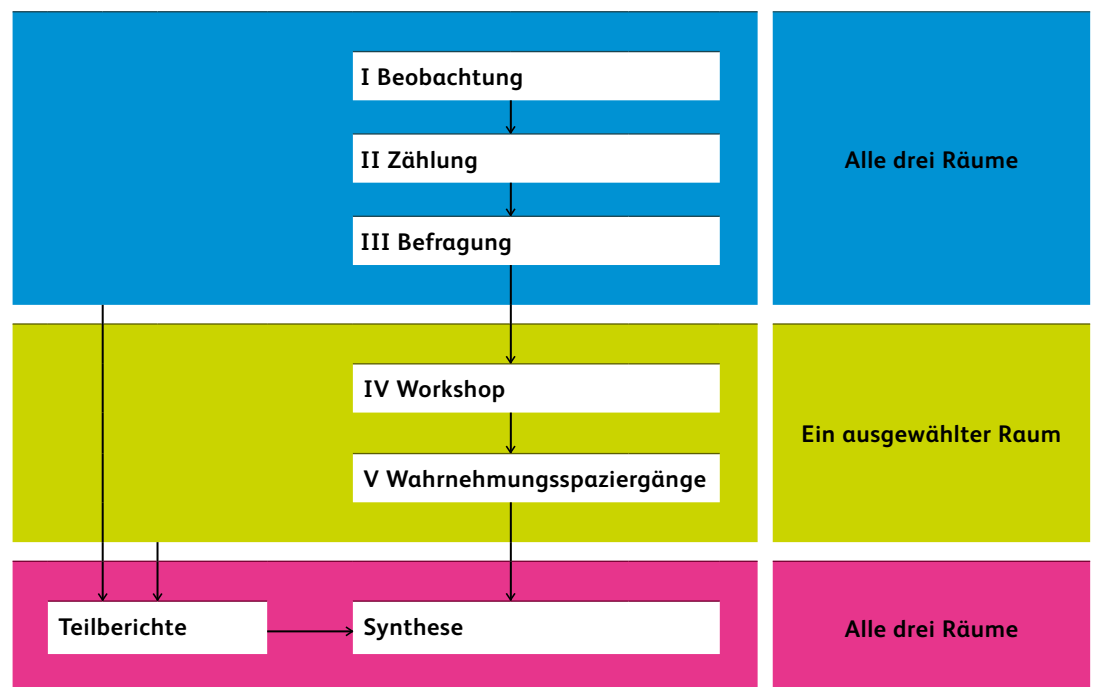 I Beobachtung
II Zählung
III Befragung
Alle drei Räume
IV Workshop
V Wahrnehmungsspaziergänge
Ein ausgewählter Raum
Teilberichte
Synthese
Alle drei Räume